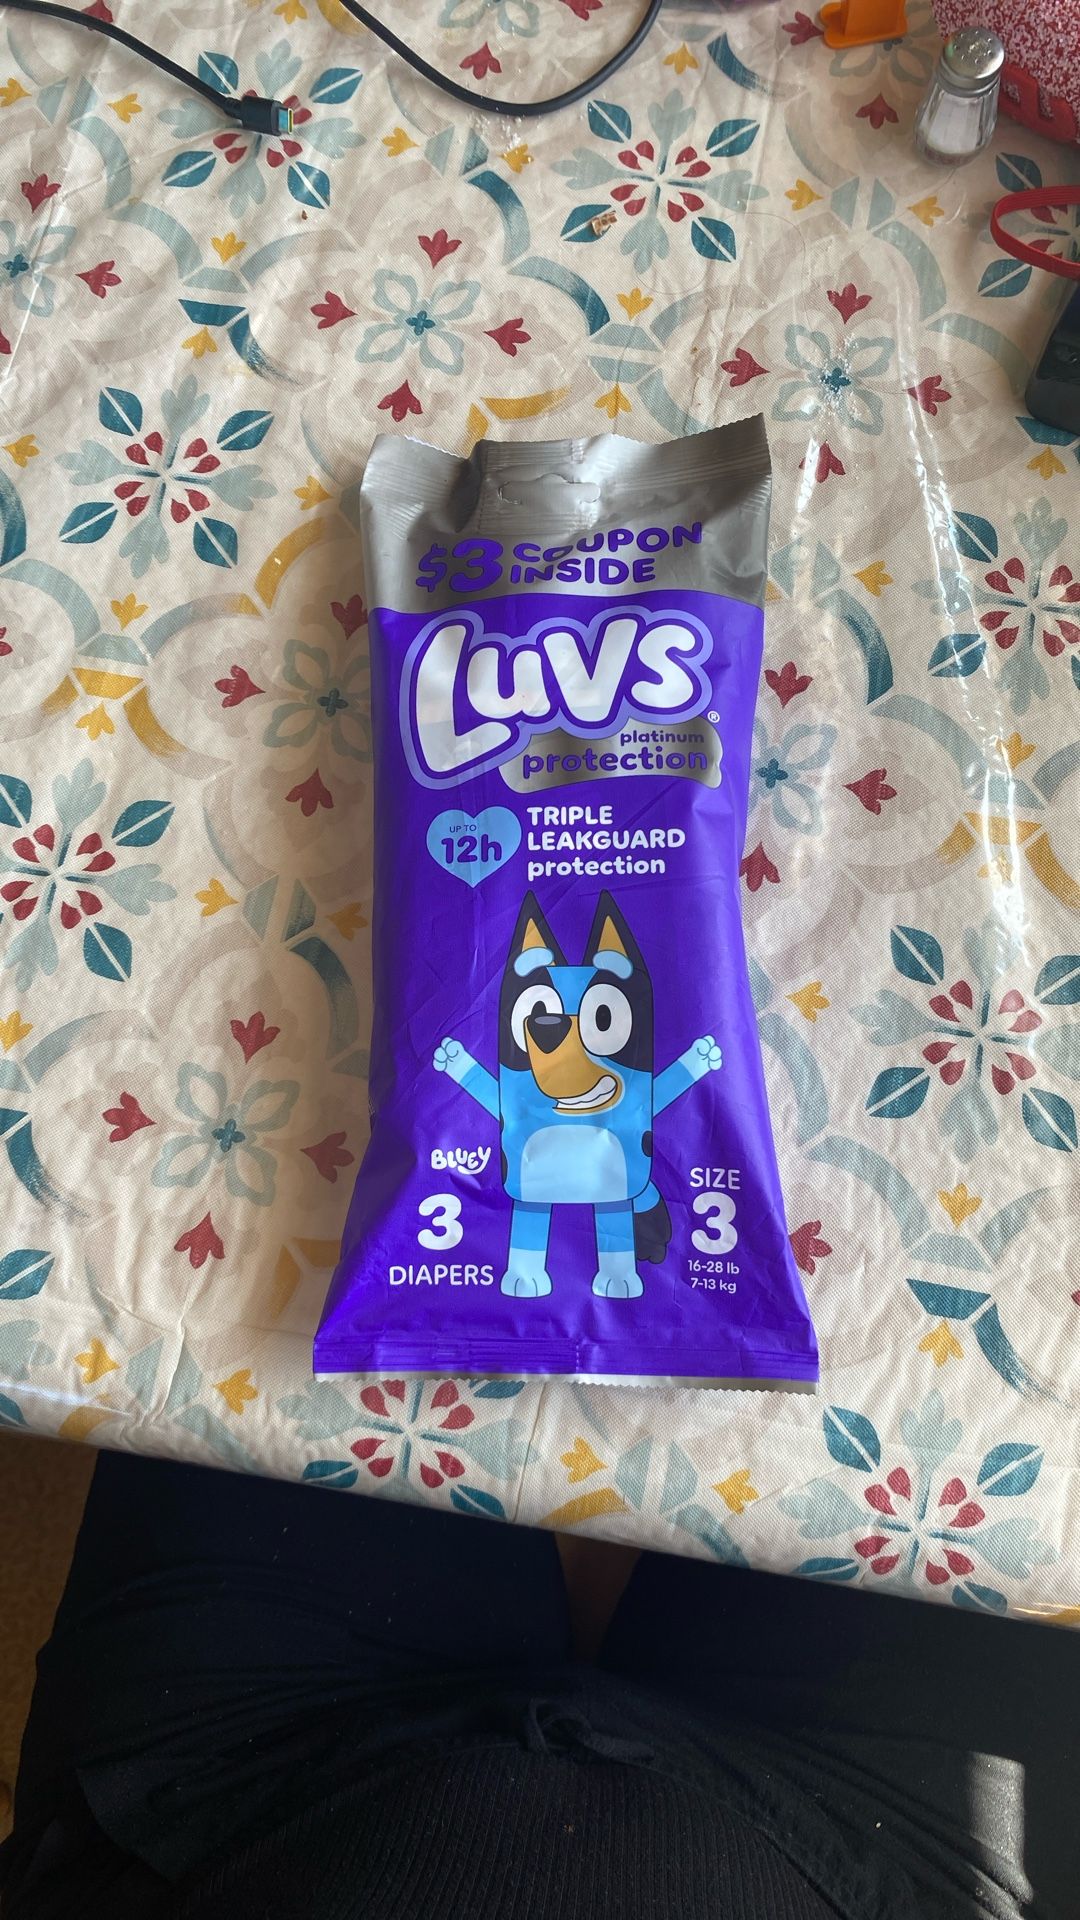 $3 COUPON
INSIDE
Luvs®
platinum
protection
UP TO
12h
TRIPLE
LEAKGUARD
protection
BLUEY
3
DIAPERS
SIZE
3
16-28 lb
7-13 kg